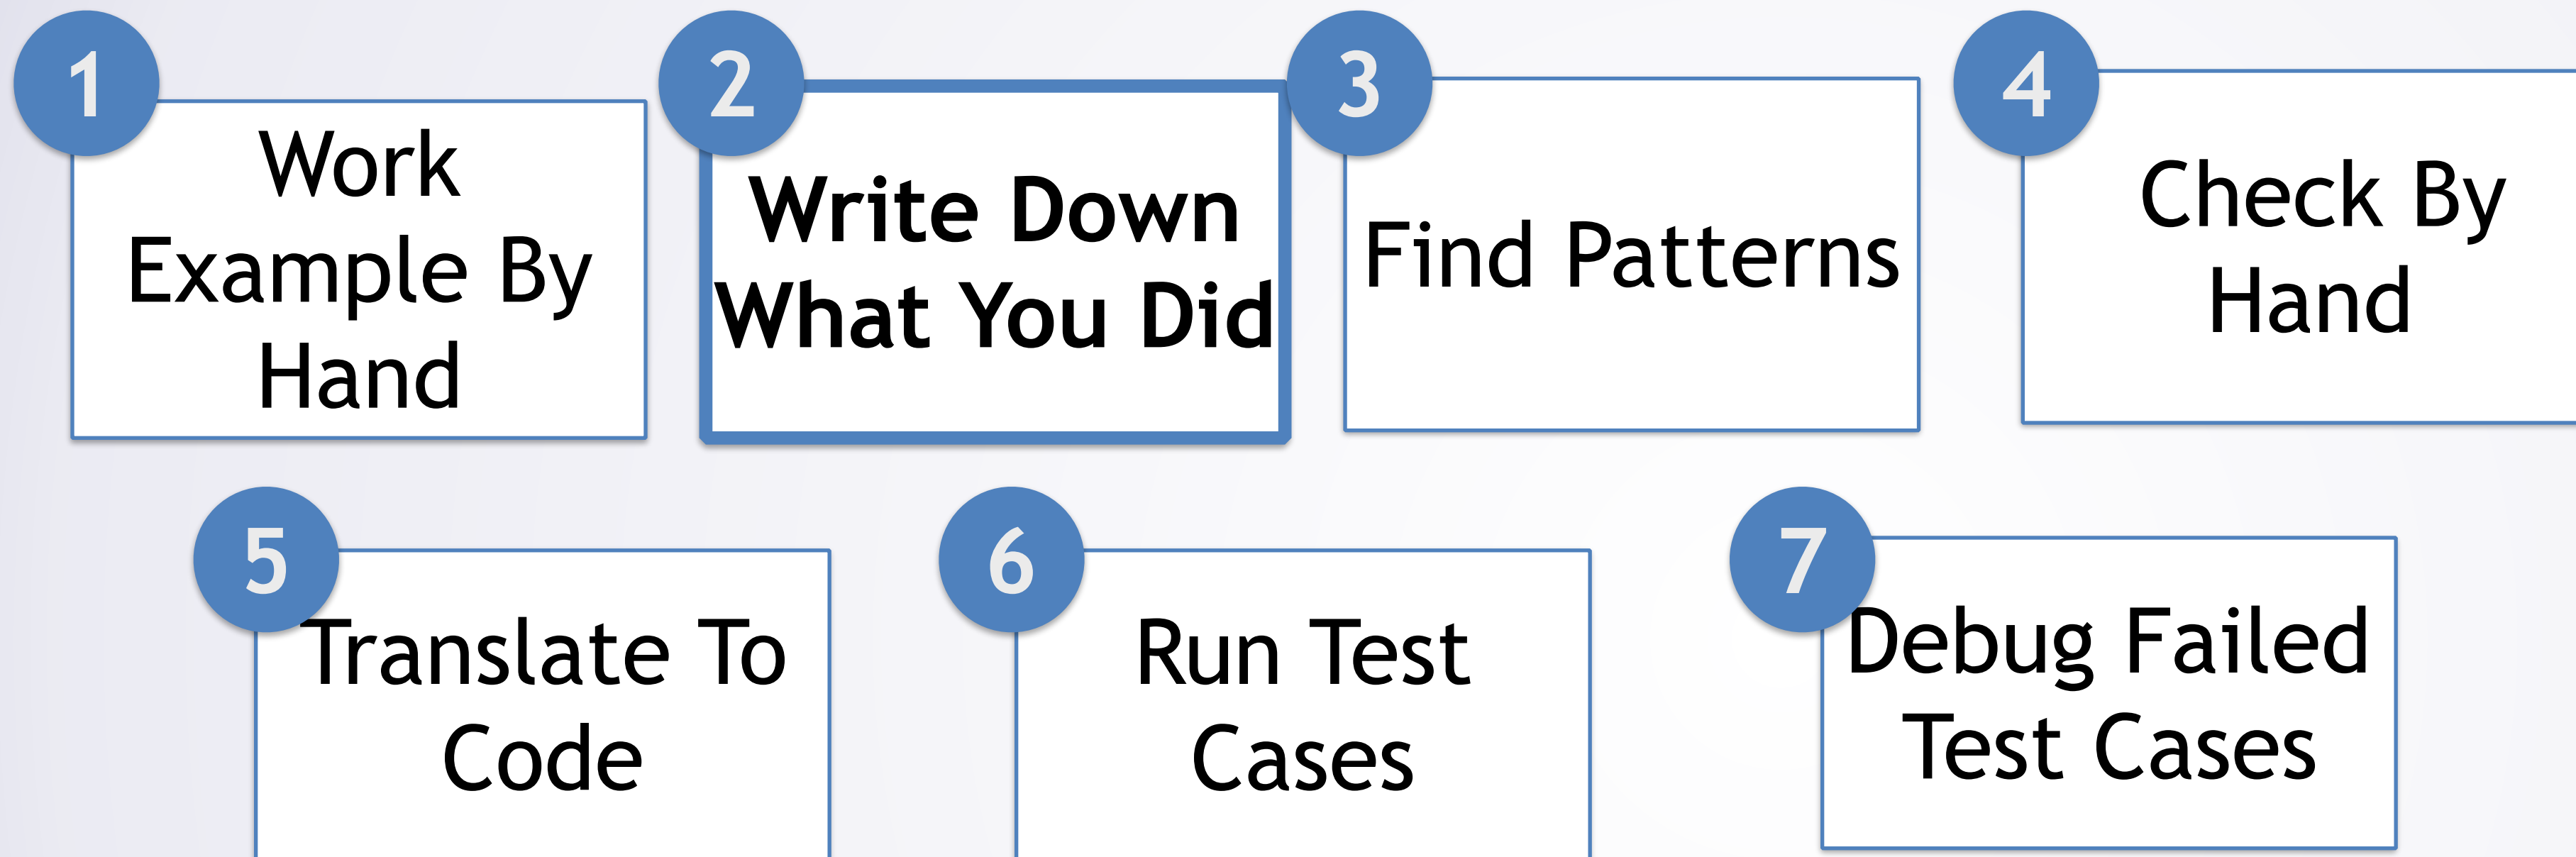 1
Work
Example By
Hand
2
Write Down
What You Did
3
Find Patterns
4
Check By
Hand
5
Translate To
Code
6
Run Test
Cases
7
Debug Failed
Test Cases